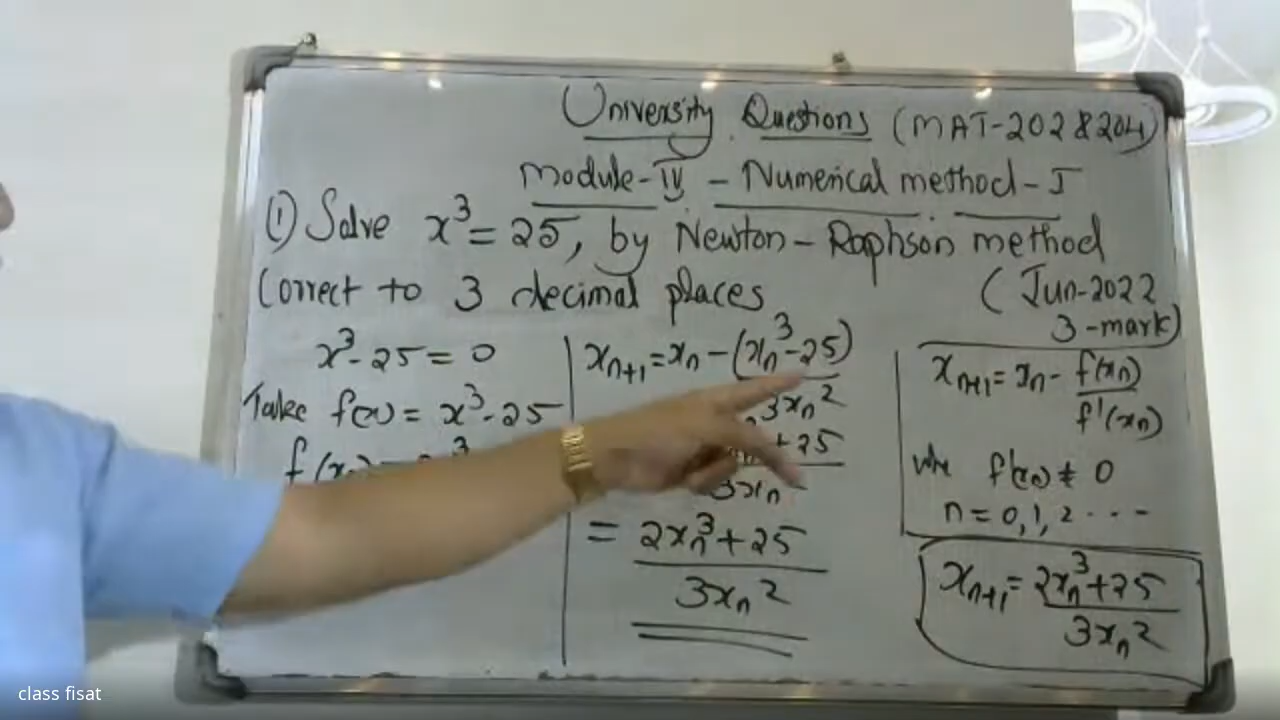 University Questions (MAT-202 & 204)
Module-IV - Numerical method-I
① Solve x³ = 25, by Newton-Raphson method
Correct to 3 decimal places
(Jun-2022
3-mark)
x³-25 = 0
Take f(x) = x³-25
xₙ₊₁ = xₙ - (xₙ³-25)
3xₙ²
+25
3xₙ
= 2xₙ³+25
3xₙ²
xₙ₊₁ = xₙ - f(xₙ)
f'(xₙ)
f'(xₙ) ≠ 0
n = 0, 1, 2 - - -
xₙ₊₁ = 2xₙ³+25
3xₙ²
class fisat